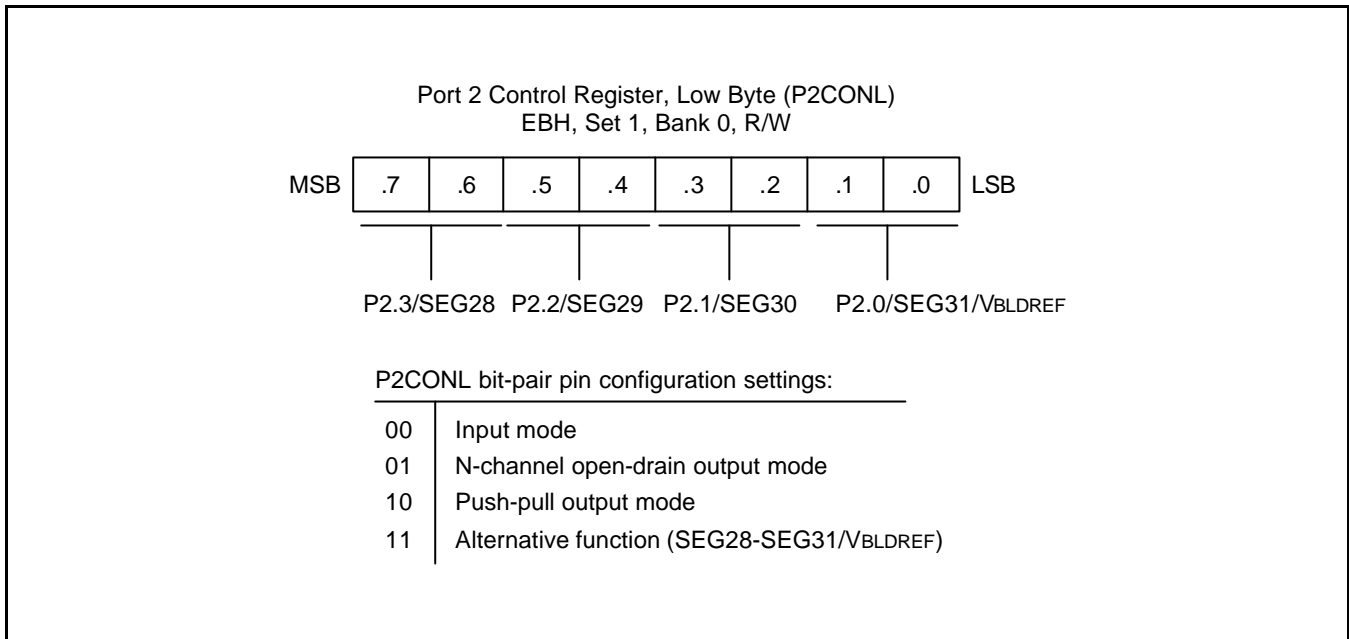 Port 2 Control Register, Low Byte (P2CONL)
EBH, Set 1, Bank 0, R/W
MSB .7 .6 .5 .4 .3 .2 .1 .0 LSB
P2.3/SEG28 P2.2/SEG29 P2.1/SEG30 P2.0/SEG31/VBLDREF
P2CONL bit-pair pin configuration settings:
00 Input mode
01 N-channel open-drain output mode
10 Push-pull output mode
11 Alternative function (SEG28-SEG31/VBLDREF)